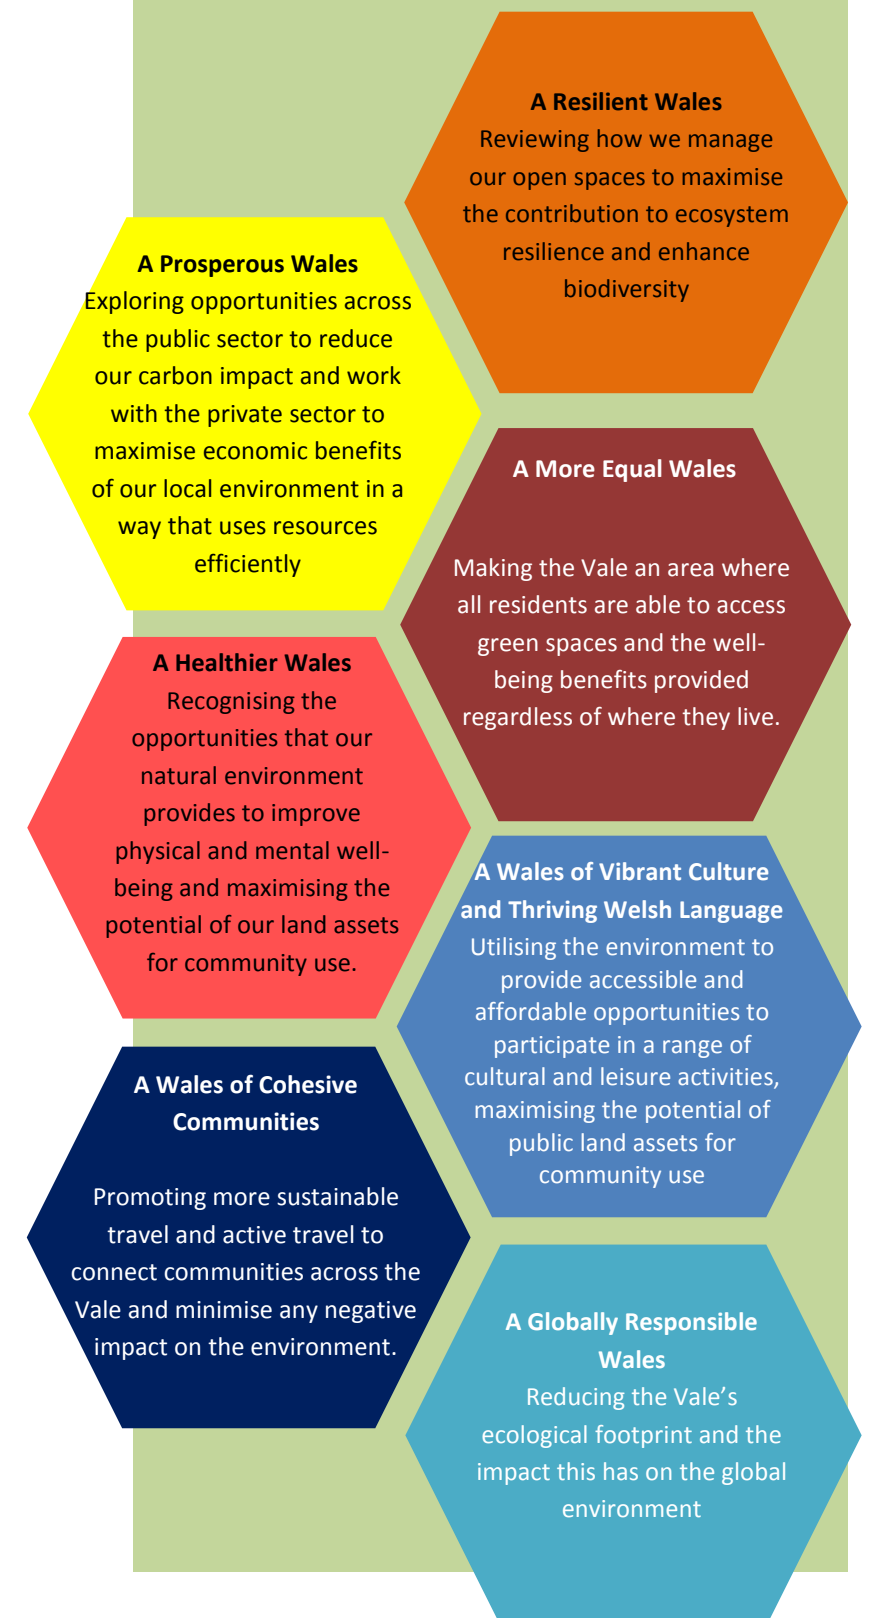 A Resilient Wales
Reviewing how we manage
our open spaces to maximise
the contribution to ecosystem
resilience and enhance
biodiversity
A Prosperous Wales
Exploring opportunities across
the public sector to reduce
our carbon impact and work
with the private sector to
maximise economic benefits
of our local environment in a
way that uses resources
efficiently
A More Equal Wales
Making the Vale an area where
all residents are able to access
green spaces and the well-
being benefits provided
regardless of where they live.
A Healthier Wales
Recognising the
opportunities that our
natural environment
provides to improve
physical and mental well-
being and maximising the
potential of our land assets
for community use.
A Wales of Vibrant Culture
and Thriving Welsh Language
Utilising the environment to
provide accessible and
affordable opportunities to
participate in a range of
cultural and leisure activities,
maximising the potential of
public land assets for
community use
A Wales of Cohesive
Communities
Promoting more sustainable
travel and active travel to
connect communities across the
Vale and minimise any negative
impact on the environment.
A Globally Responsible
Wales
Reducing the Vale’s
ecological footprint and the
impact this has on the global
environment